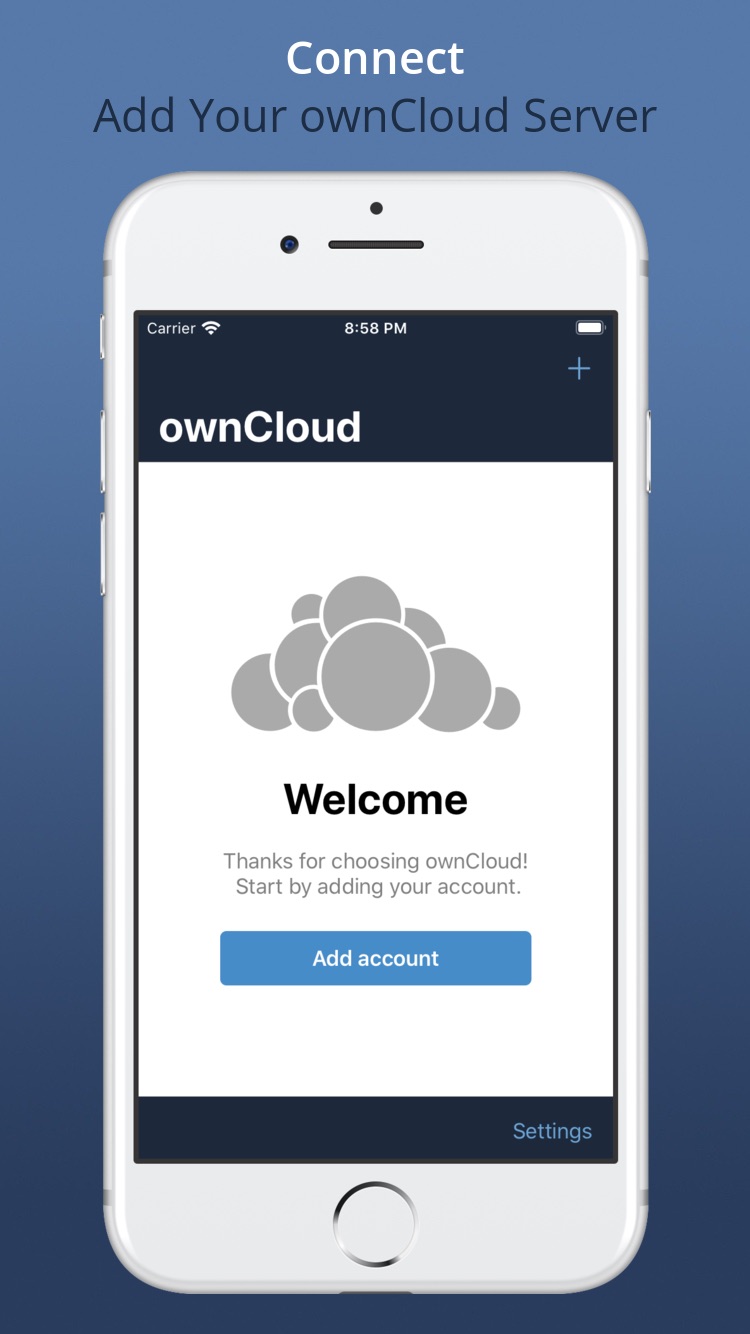 Connect
Add Your ownCloud Server
Carrier 8:58 PM
+
ownCloud
Welcome
Thanks for choosing ownCloud!
Start by adding your account.
Add account
Settings